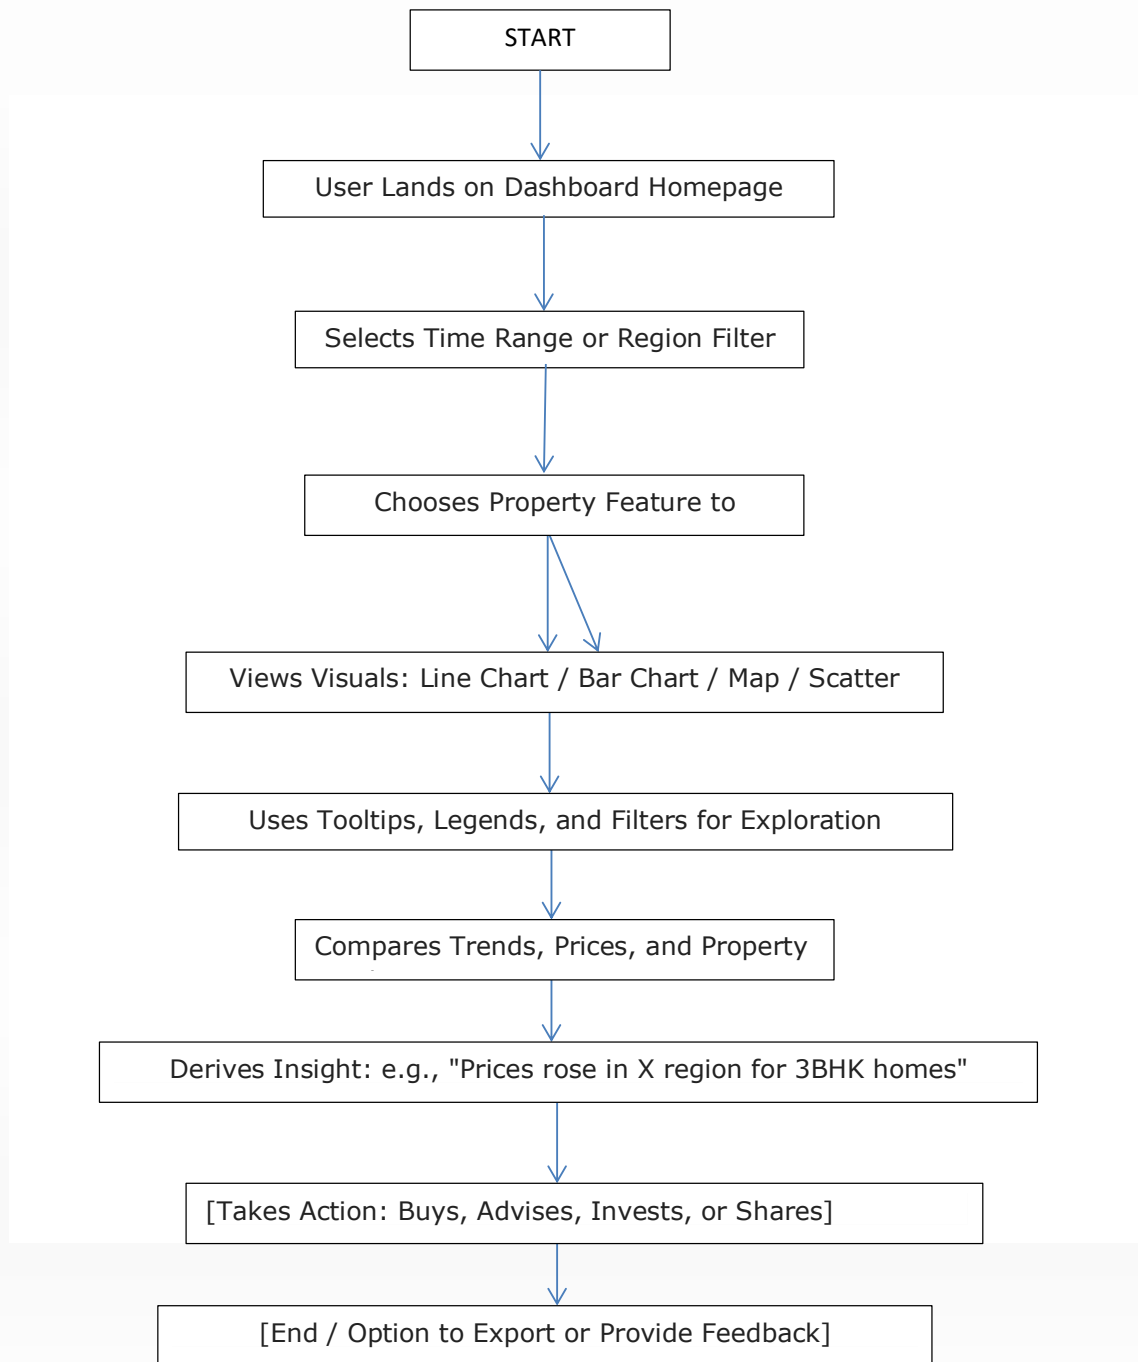 START
User Lands on Dashboard Homepage
Selects Time Range or Region Filter
Chooses Property Feature to
Views Visuals: Line Chart / Bar Chart / Map / Scatter
Uses Tooltips, Legends, and Filters for Exploration
Compares Trends, Prices, and Property
Derives Insight: e.g., "Prices rose in X region for 3BHK homes"
[Takes Action: Buys, Advises, Invests, or Shares]
[End / Option to Export or Provide Feedback]